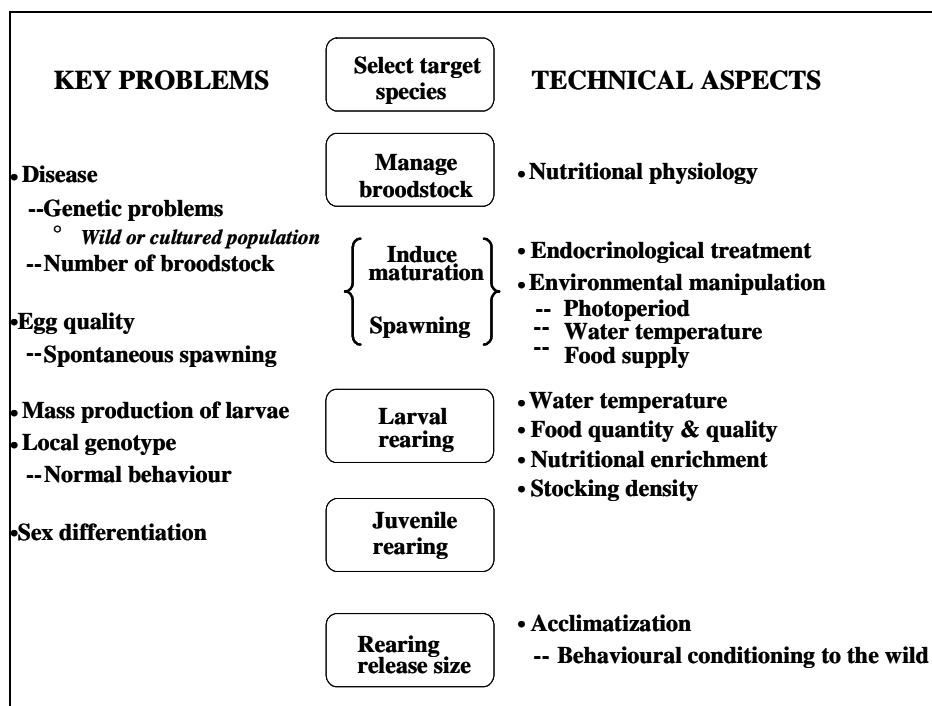 KEY PROBLEMS
Select target
species
TECHNICAL ASPECTS
• Disease
--Genetic problems
° Wild or cultured population
--Number of broodstock
Manage
broodstock
• Nutritional physiology
•Egg quality
--Spontaneous spawning
Induce
maturation
Spawning
• Endocrinological treatment
• Environmental manipulation
-- Photoperiod
-- Water temperature
-- Food supply
• Mass production of larvae
• Local genotype
--Normal behaviour
Larval
rearing
• Water temperature
• Food quantity & quality
• Nutritional enrichment
• Stocking density
•Sex differentiation
Juvenile
rearing
Rearing
release size
• Acclimatization
-- Behavioural conditioning to the wild